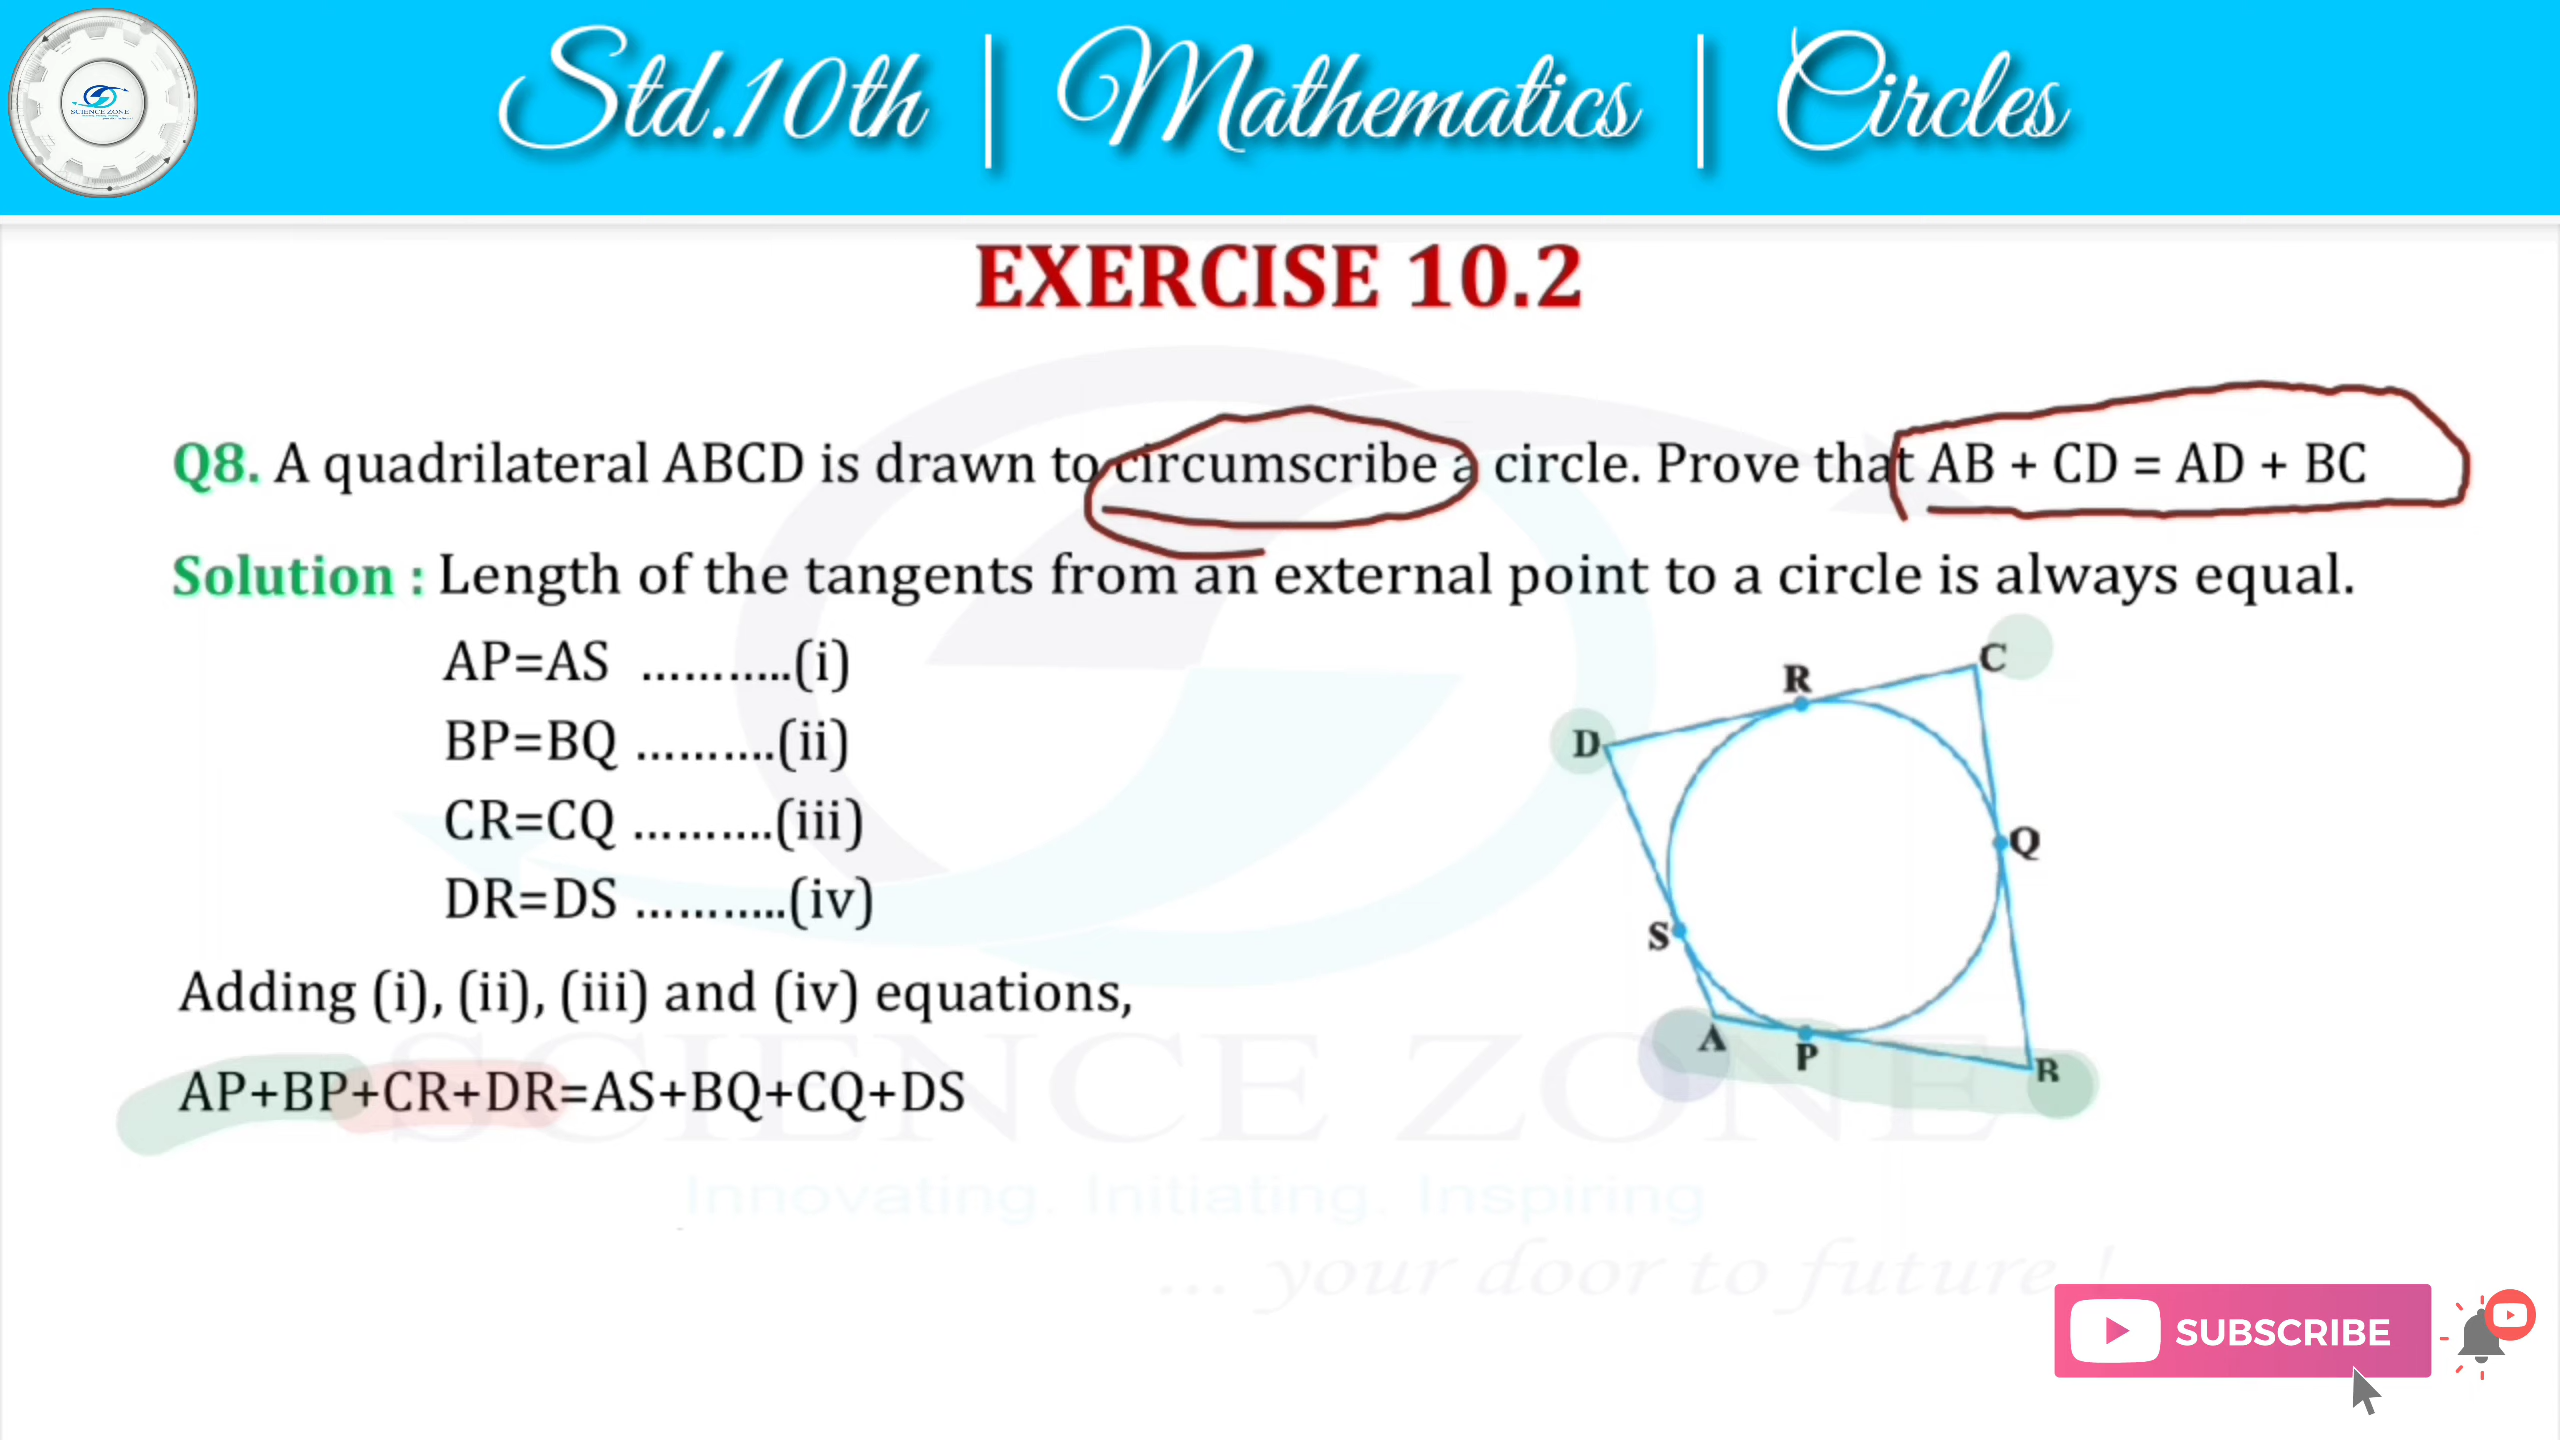 SCIENCE ZONE
Std.10th | Mathematics | Circles
EXERCISE 10.2
Q8. A quadrilateral ABCD is drawn to circumscribe a circle. Prove that AB + CD = AD + BC
Solution : Length of the tangents from an external point to a circle is always equal.
AP=AS ………..(i)
BP=BQ ……….(ii)
CR=CQ ……….(iii)
DR=DS ………..(iv)
Adding (i), (ii), (iii) and (iv) equations,
AP+BP+CR+DR=AS+BQ+CQ+DS
C
R
D
Q
S
A
P
B
SCIENCE ZONE
Innovating. Initiating. Inspiring
... your door to future !
SUBSCRIBE